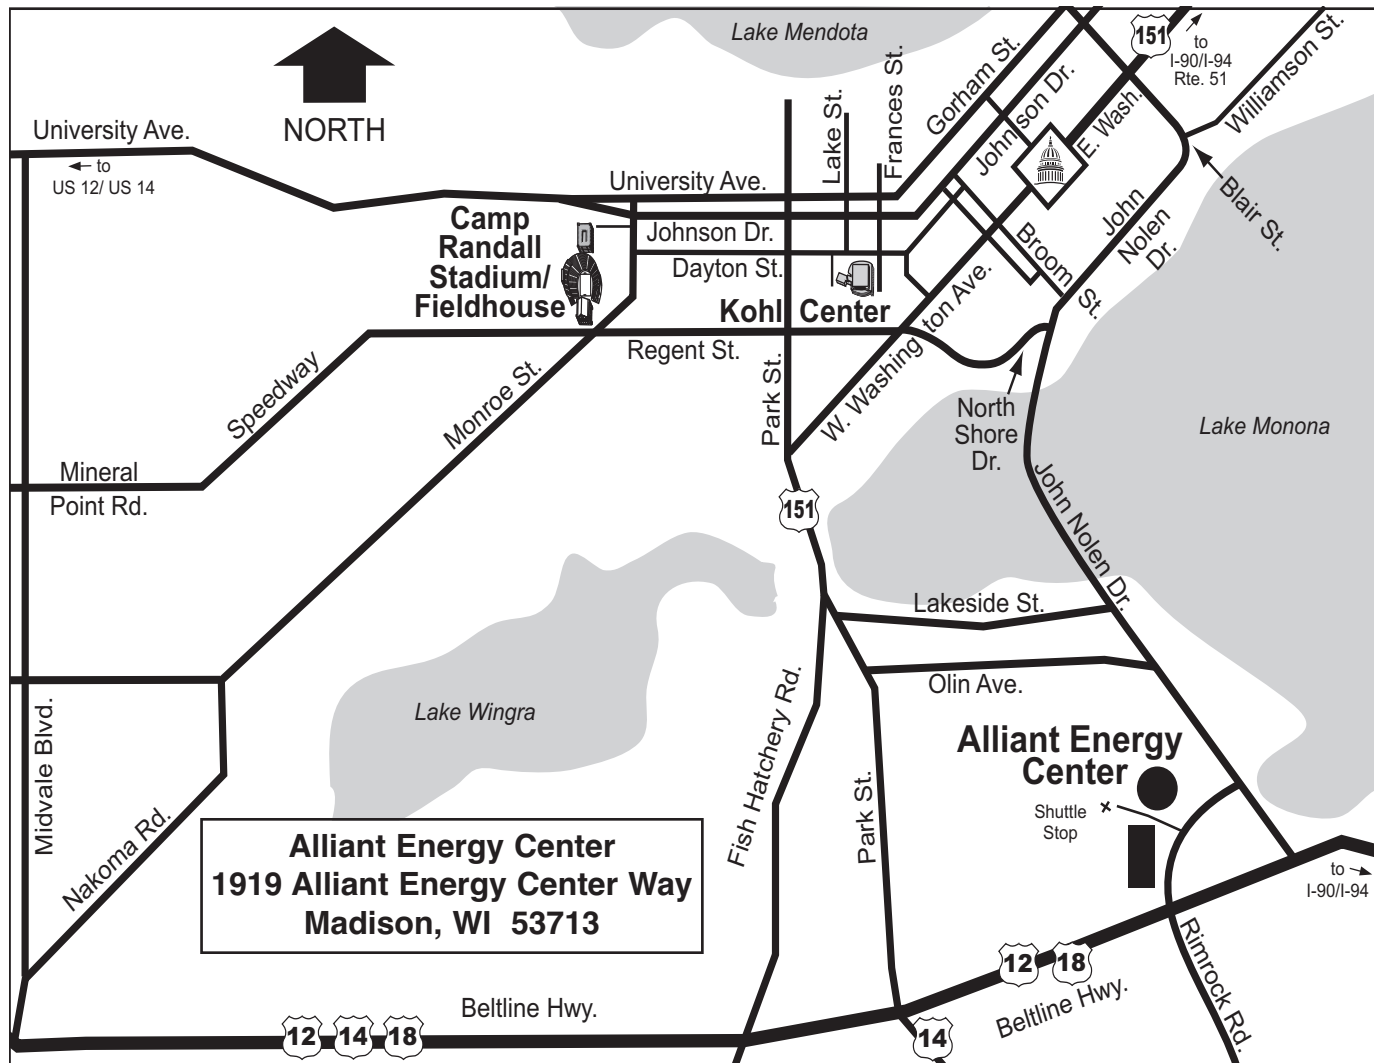 Lake Mendota
151
to
I-90/I-94
Rte. 51
Williamson St.
NORTH
University Ave.
to
US 12/ US 14
Gorham St.
Johnson Dr.
E. Wash.
Lake St.
Frances St.
University Ave.
Camp
Randall
Stadium/
Fieldhouse
Johnson Dr.
Dayton St.
Kohl Center
Broom St.
John
Nolen
Dr.
Blair St.
Regent St.
Park St.
W. Washington Ave.
North
Shore
Dr.
Lake Monona
Speedway
Monroe St.
Mineral
Point Rd.
151
John Nolen Dr.
Lakeside St.
Olin Ave.
Lake Wingra
Fish Hatchery Rd.
Park St.
Midvale Blvd.
Nakoma Rd.
Alliant Energy
Center
Shuttle
Stop
Alliant Energy Center
1919 Alliant Energy Center Way
Madison, WI 53713
to
I-90/I-94
12
18
Beltline Hwy.
Rimrock Rd.
Beltline Hwy.
12
14
18
14